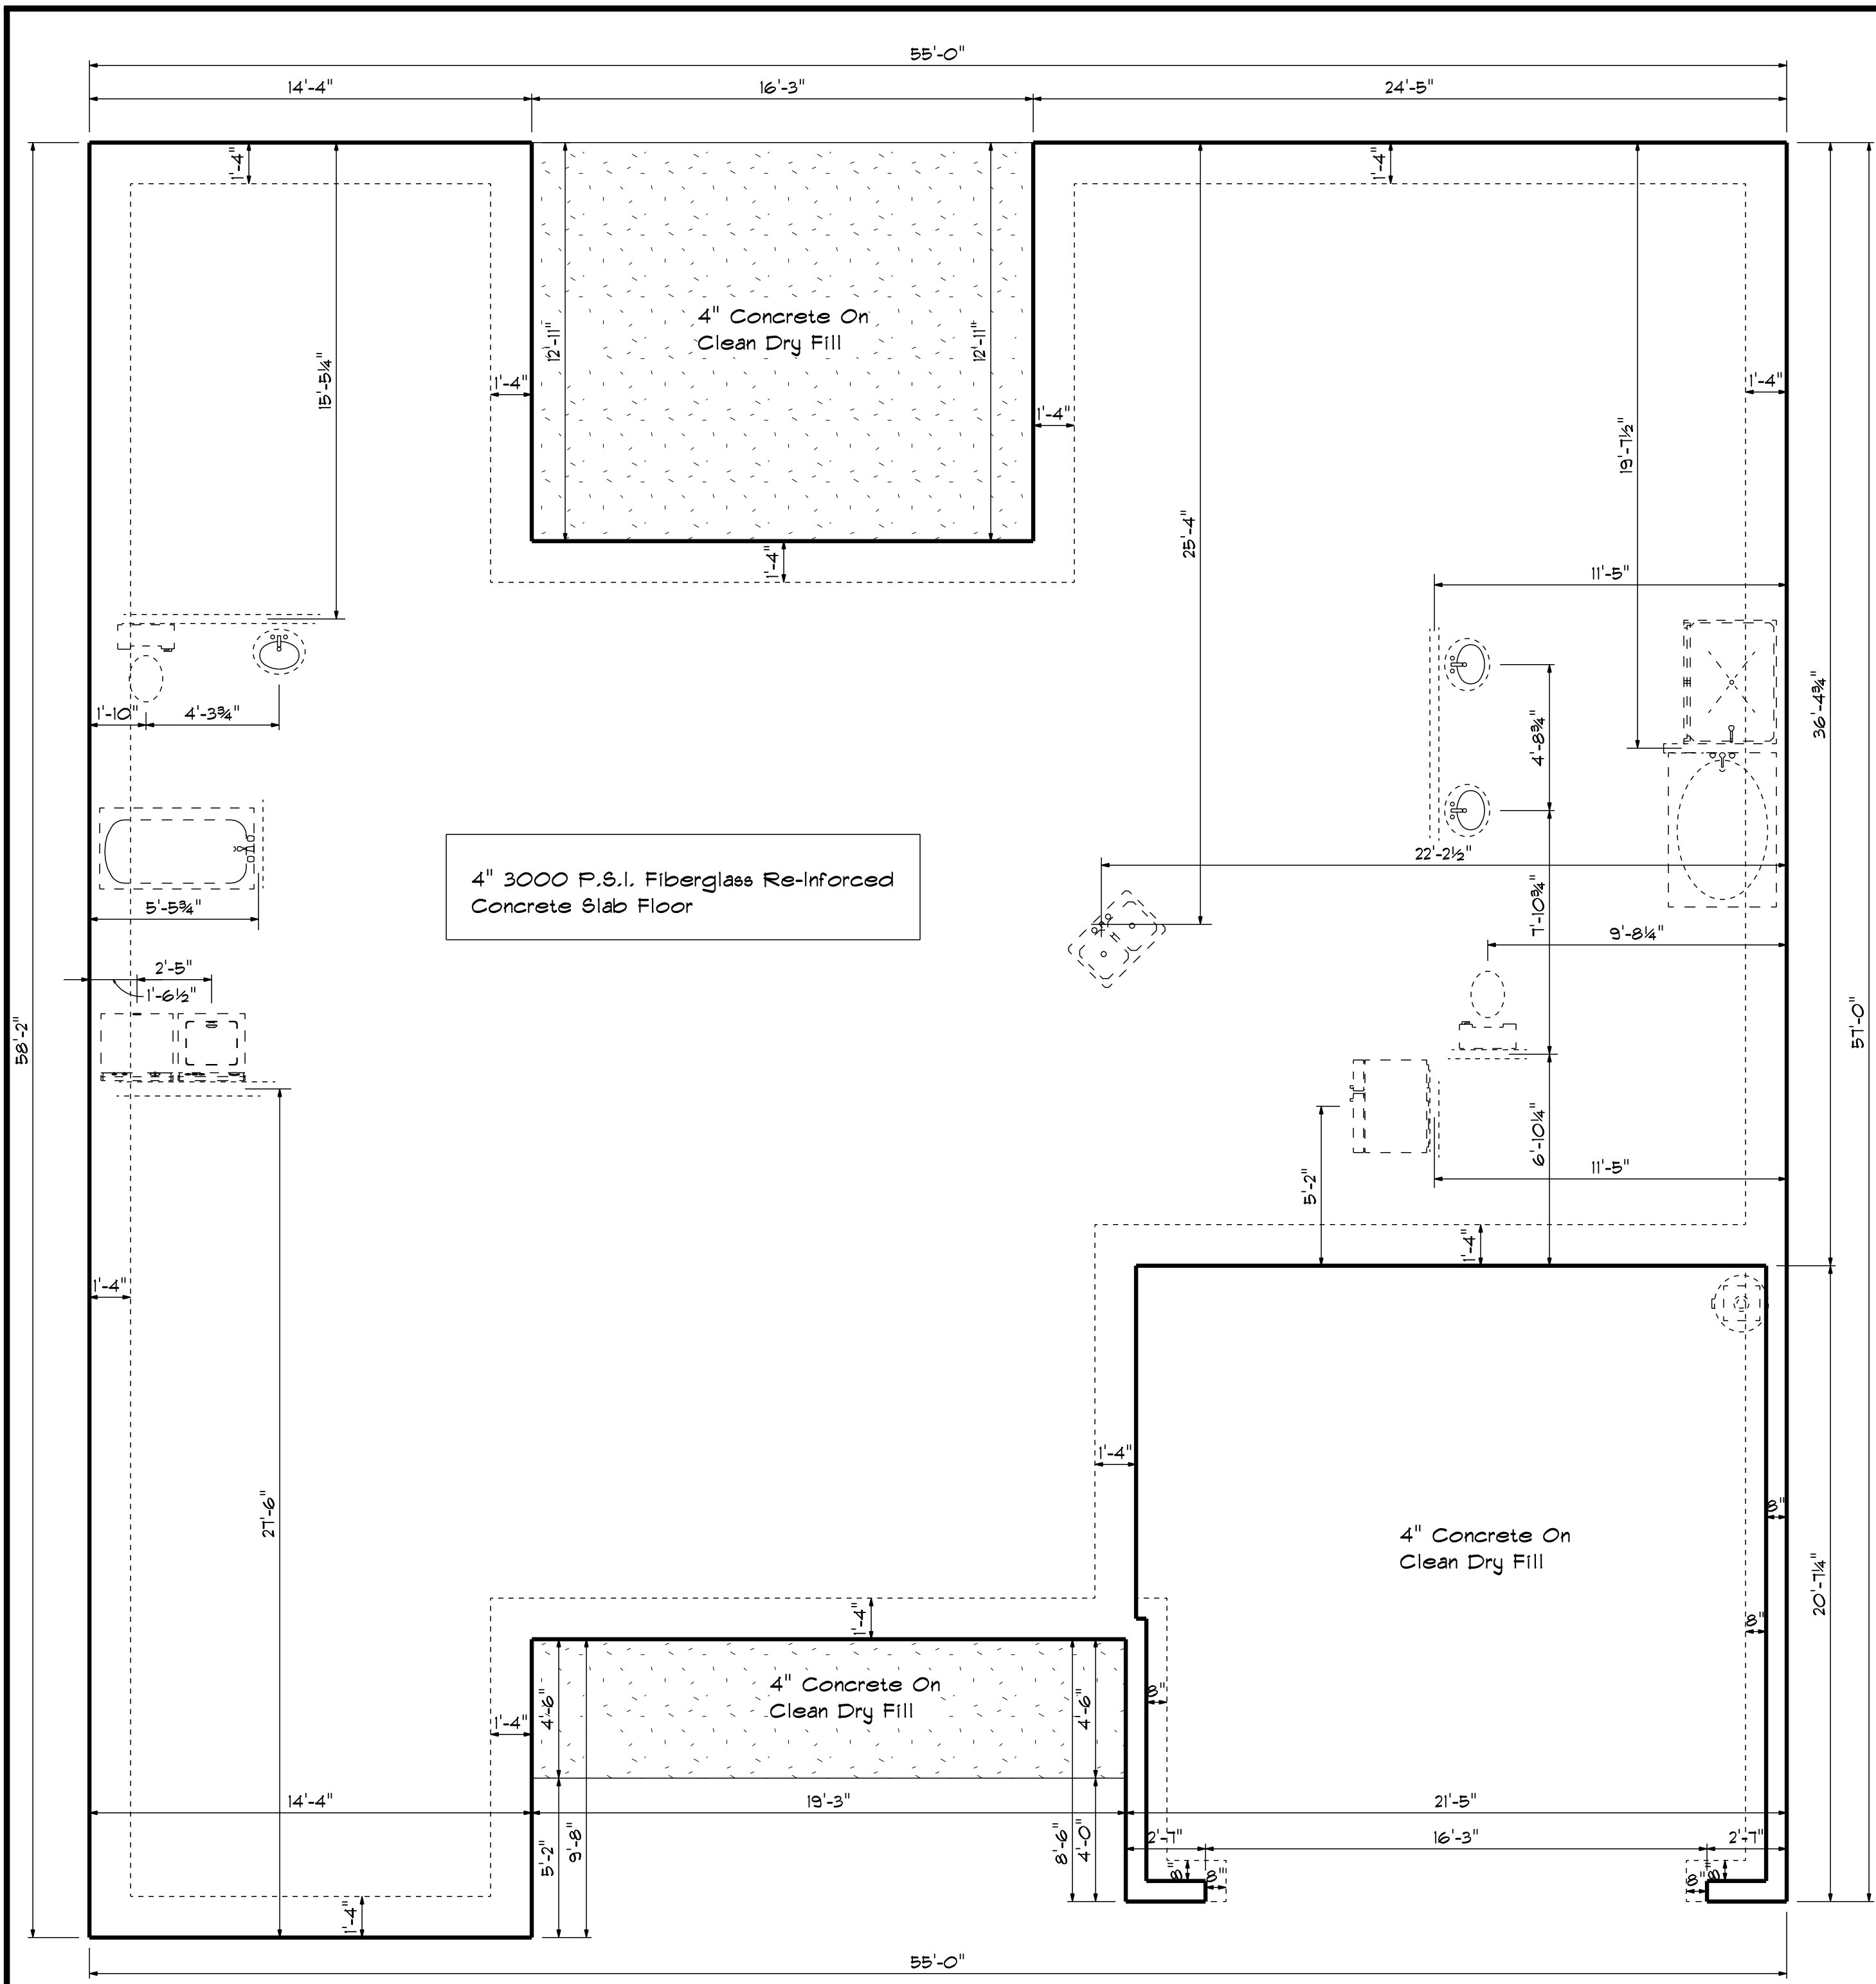 55'-0"
14'-4" 16'-3" 24'-5"
1'-4" 1'-4"
4" Concrete On
Clean Dry Fill
12'-11" 12'-11"
15'-5¼"
1'-4" 1'-4"
1'-4"
19'-7½"
25'-4"
1'-4"
11'-5"
1'-10" 4'-3¾"
4'-8¾"
36'-4¾"
22'-2½"
4" 3000 P.S.I. Fiberglass Re-Inforced
Concrete Slab Floor
5'-5¾"
7'-10¾"
9'-8¼"
2'-5"
1'-6½"
58'-2"
57'-0"
6'-10¼"
5'-2"
11'-5"
1'-4"
1'-4"
1'-4"
27'-6"
8"
4" Concrete On
Clean Dry Fill
20'-7¼"
1'-4"
8"
4" Concrete On
Clean Dry Fill
8"
4'-6" 4'-6"
1'-4"
14'-4" 19'-3" 21'-5"
5'-2" 9'-8" 8'-6" 4'-0"
2'-7" 16'-3" 2'-7"
8" 8" 8" 8"
1'-4"
55'-0"